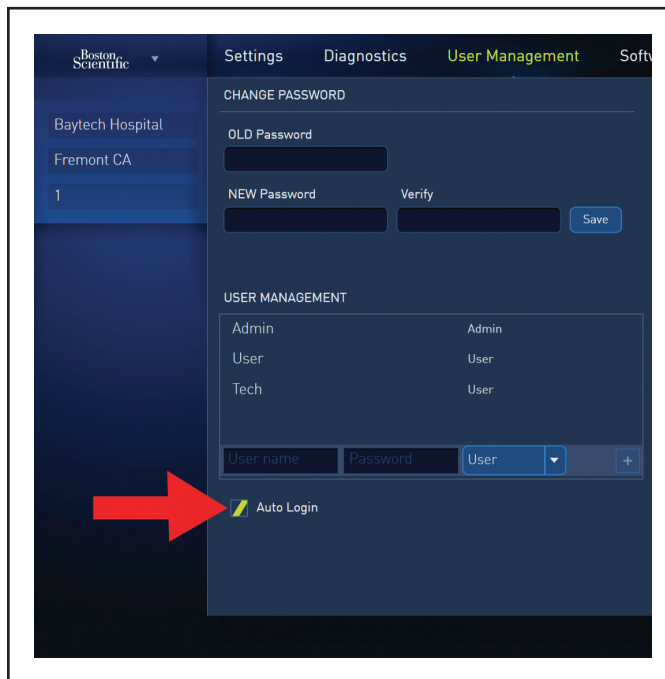 Boston
Scientific
Settings Diagnostics User Management
CHANGE PASSWORD
Baytech Hospital
OLD Password
Fremont CA
1
NEW Password Verify
Save
USER MANAGEMENT
Admin Admin
User User
Tech User
User name Password User +
Auto Login